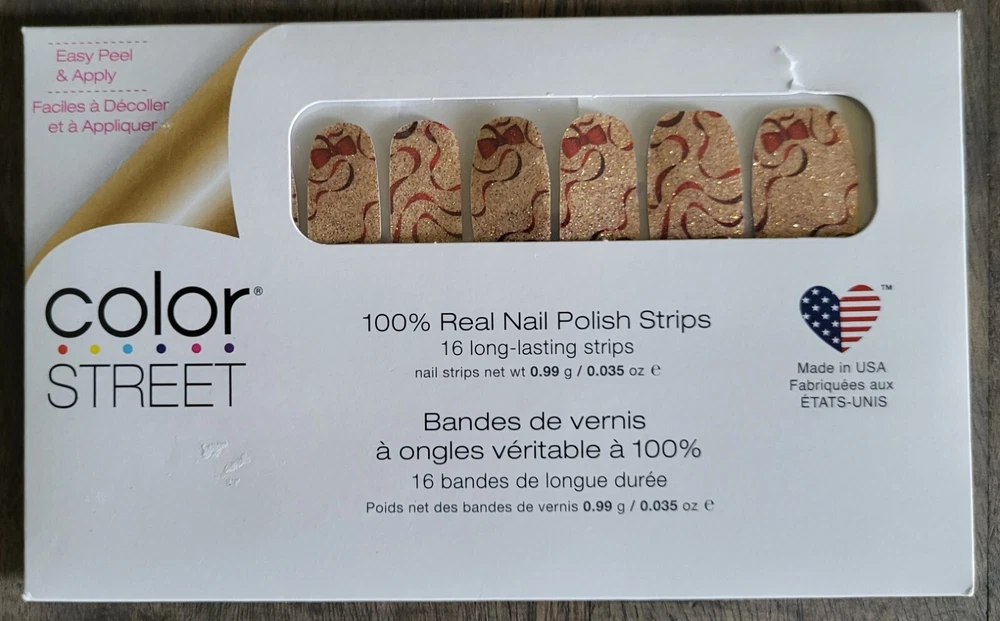 Easy Peel
& Apply
Faciles à Décoller
et à Appliquer
color®
STREET
100% Real Nail Polish Strips
16 long-lasting strips
nail strips net wt 0.99 g / 0.035 oz ℮
Bandes de vernis
à ongles véritable à 100%
16 bandes de longue durée
Poids net des bandes de vernis 0.99 g / 0.035 oz ℮
™
Made in USA
Fabriquées aux
ÉTATS-UNIS